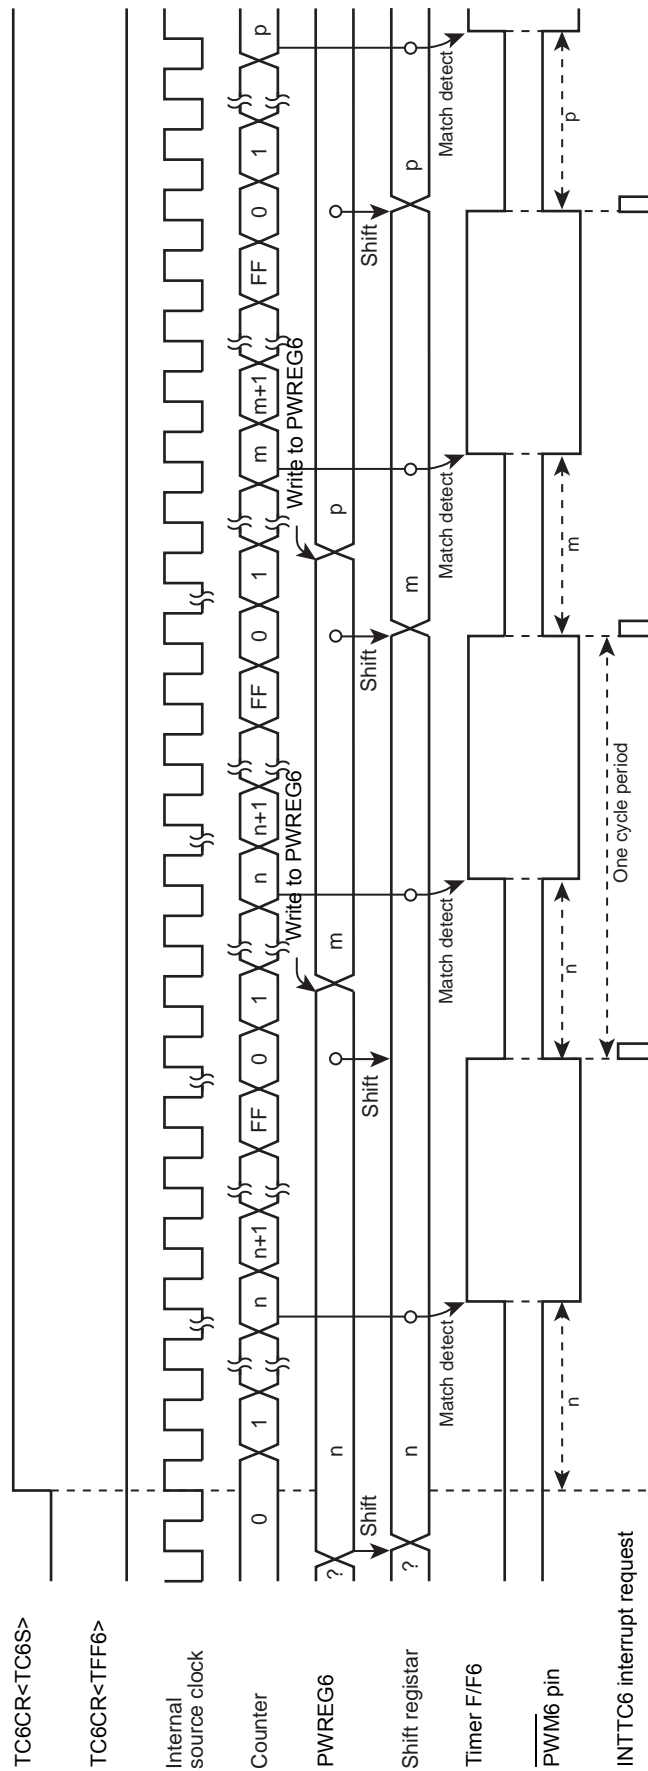 TC6CR<TC6S>
TC6CR<TFF6>
Internal
source clock
Counter 0 1 n n+1 FF 0 1 n n+1 FF 0 1 m m+1 FF 0 1 p
Write to PWREG6 Write to PWREG6
PWREG6 ? n m p
Shift Shift Shift Shift
Shift registar ? n m p
Match detect Match detect Match detect Match detect
Timer F/F6
PWM6 pin n n m p
One cycle period
INTTC6 interrupt request